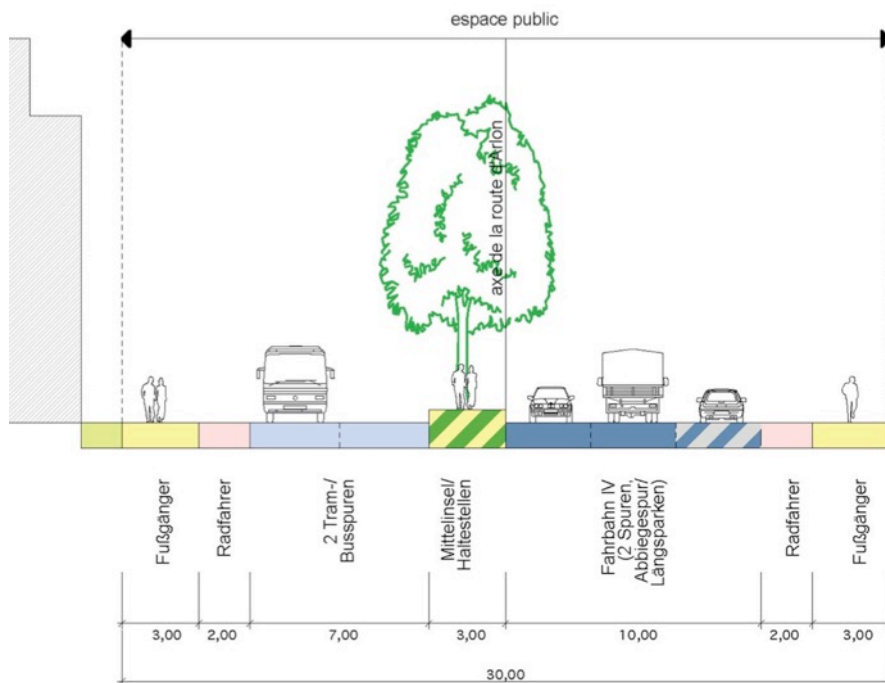 espace public
axe de la route d'Arlon
Fußgänger
Radfahrer
2 Tram-/
Busspuren
Mittelinsel/
Haltestellen
Fahrbahn IV
(2 Spuren,
Abbiegespur/
Längsparken)
Radfahrer
Fußgänger
3,00
2,00
7,00
3,00
10,00
2,00
3,00
30,00